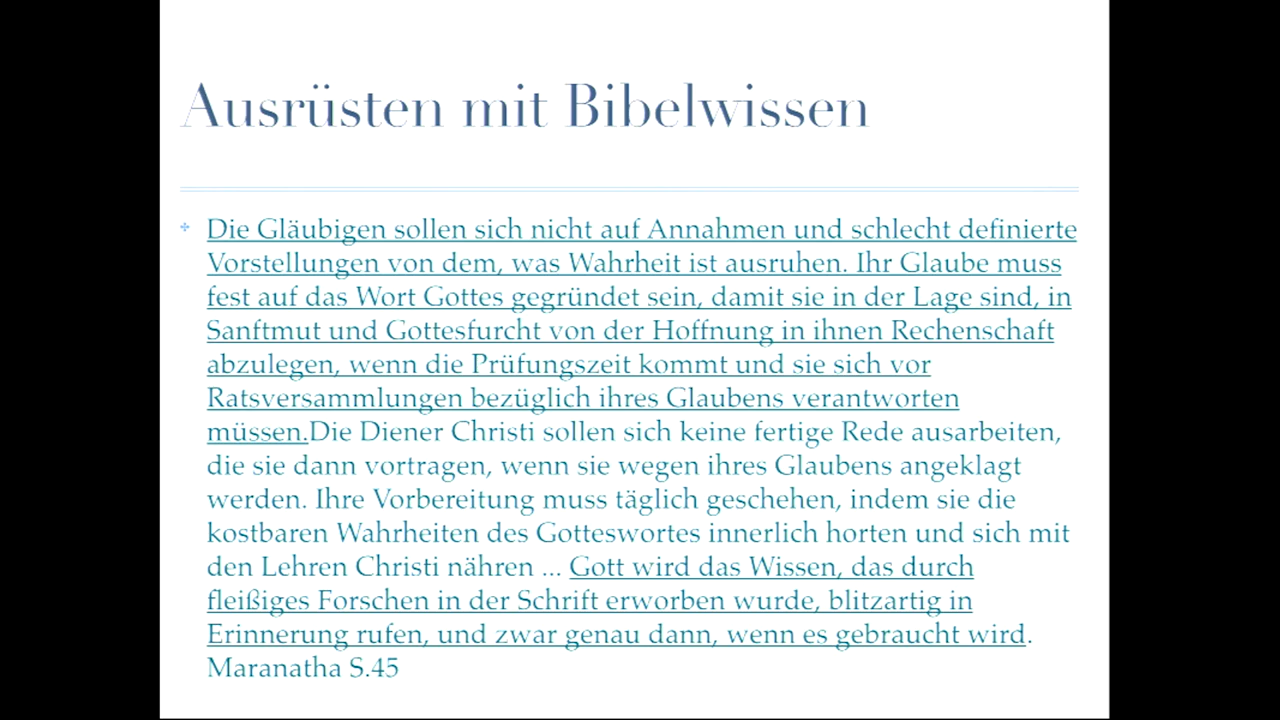 Ausrüsten mit Bibelwissen
Die Gläubigen sollen sich nicht auf Annahmen und schlecht definierte
Vorstellungen von dem, was Wahrheit ist ausruhen. Ihr Glaube muss
fest auf das Wort Gottes gegründet sein, damit sie in der Lage sind, in
Sanftmut und Gottesfurcht von der Hoffnung in ihnen Rechenschaft
abzulegen, wenn die Prüfungszeit kommt und sie sich vor
Ratsversammlungen bezüglich ihres Glaubens verantworten
müssen.Die Diener Christi sollen sich keine fertige Rede ausarbeiten,
die sie dann vortragen, wenn sie wegen ihres Glaubens angeklagt
werden. Ihre Vorbereitung muss täglich geschehen, indem sie die
kostbaren Wahrheiten des Gotteswortes innerlich horten und sich mit
den Lehren Christi nähren ... Gott wird das Wissen, das durch
fleißiges Forschen in der Schrift erworben wurde, blitzartig in
Erinnerung rufen, und zwar genau dann, wenn es gebraucht wird.
Maranatha S.45